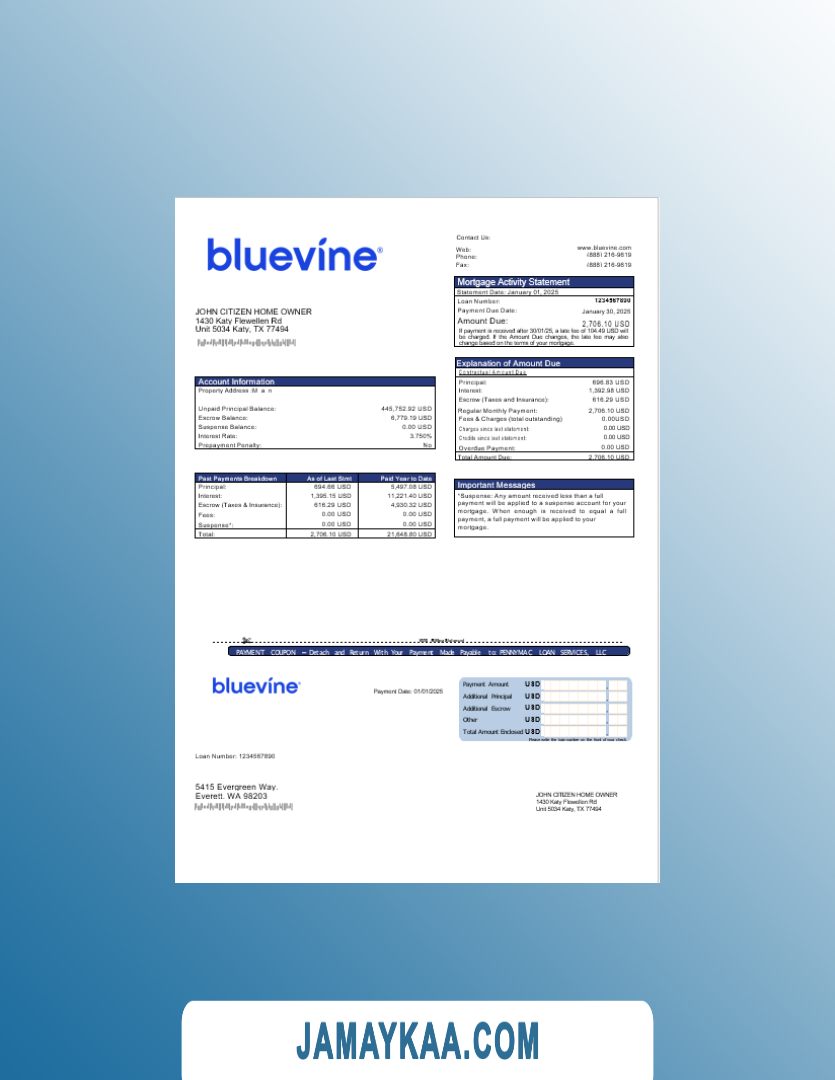 bluevine®
Contact Us:
Web: www.bluevine.com
Phone: (888) 216-9619
Fax: (888) 216-9619
Mortgage Activity Statement
Statement Date: January 01, 2025
Loan Number: 1234567890
Payment Due Date: January 30, 2025
Amount Due: 2,706.10 USD
If payment is received after 30/01/25, a late fee of 104.49 USD will
be charged. If the Amount Due changes, the late fee may also
change based on the terms of your mortgage.
JOHN CITIZEN HOME OWNER
1430 Katy Flewellen Rd
Unit 5034 Katy, TX 77494
Explanation of Amount Due
Contractual Amount Due
Principal: 696.83 USD
Interest: 1,392.98 USD
Escrow (Taxes and Insurance): 616.29 USD
Regular Monthly Payment: 2,706.10 USD
Fees & Charges (total outstanding): 0.00USD
Charges since last statement: 0.00 USD
Credits since last statement: 0.00 USD
Overdue Payment: 0.00 USD
Total Amount Due: 2,706.10 USD
Account Information
Property Address
Unpaid Principal Balance: 445,752.92 USD
Escrow Balance: 6,779.19 USD
Suspense Balance: 0.00 USD
Interest Rate: 3.750%
Prepayment Penalty: No
Past Payments Breakdown As of Last Stmt Paid Year to Date
Principal: 694.66 USD 5,497.08 USD
Interest: 1,395.15 USD 11,221.40 USD
Escrow (Taxes & Insurance): 616.29 USD 4,930.32 USD
Fees: 0.00 USD 0.00 USD
Suspense*: 0.00 USD 0.00 USD
Total: 2,706.10 USD 21,648.80 USD
Important Messages
*Suspense: Any amount received less than a full
payment will be applied to a suspense account for your
mortgage. When enough is received to equal a full
payment, a full payment will be applied to your
mortgage.
PAYMENT COUPON – Detach and Return With Your Payment Made Payable to: PENNYMAC LOAN SERVICES, LLC
bluevine®
Payment Date: 01/01/2025
Payment Amount USD
Additional Principal USD
Additional Escrow USD
Other USD
Total Amount Enclosed USD
Loan Number: 1234567890
5415 Evergreen Way.
Everett. WA 98203
JOHN CITIZEN HOME OWNER
1430 Katy Flewellen Rd
Unit 5034 Katy, TX 77494
JAMAYKAA.COM